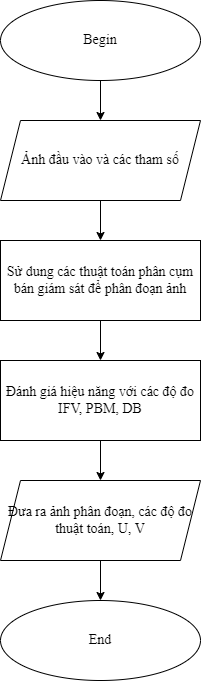 Begin
Ảnh đầu vào và các tham số
Sử dung các thuật toán phân cụm
bán giám sát để phân đoạn ảnh
Đánh giá hiệu năng với các độ đo
IFV, PBM, DB
Đưa ra ảnh phân đoạn, các độ đo
thuật toán, U, V
End